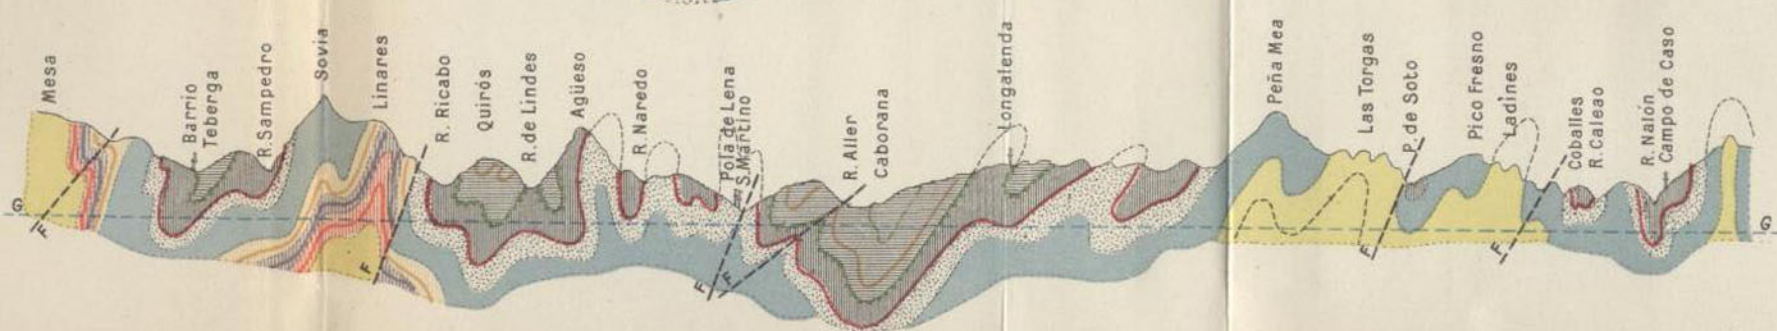 Mesa
Barrio
Teberga
R.Sampedro
Sovia
Linares
R. Ricabo
Quirós
R.de Lindes
Agüeso
R. Naredo
Pola de Lena
S.Martino
R. Aller
Caborana
Longalenda
Peña Mea
Las Torgas
P. de Soto
Pico Fresno
Ladines
Coballes
R. Caleao
R. Nalón
Campo de Caso
G
G
F
F
F
F
F
F